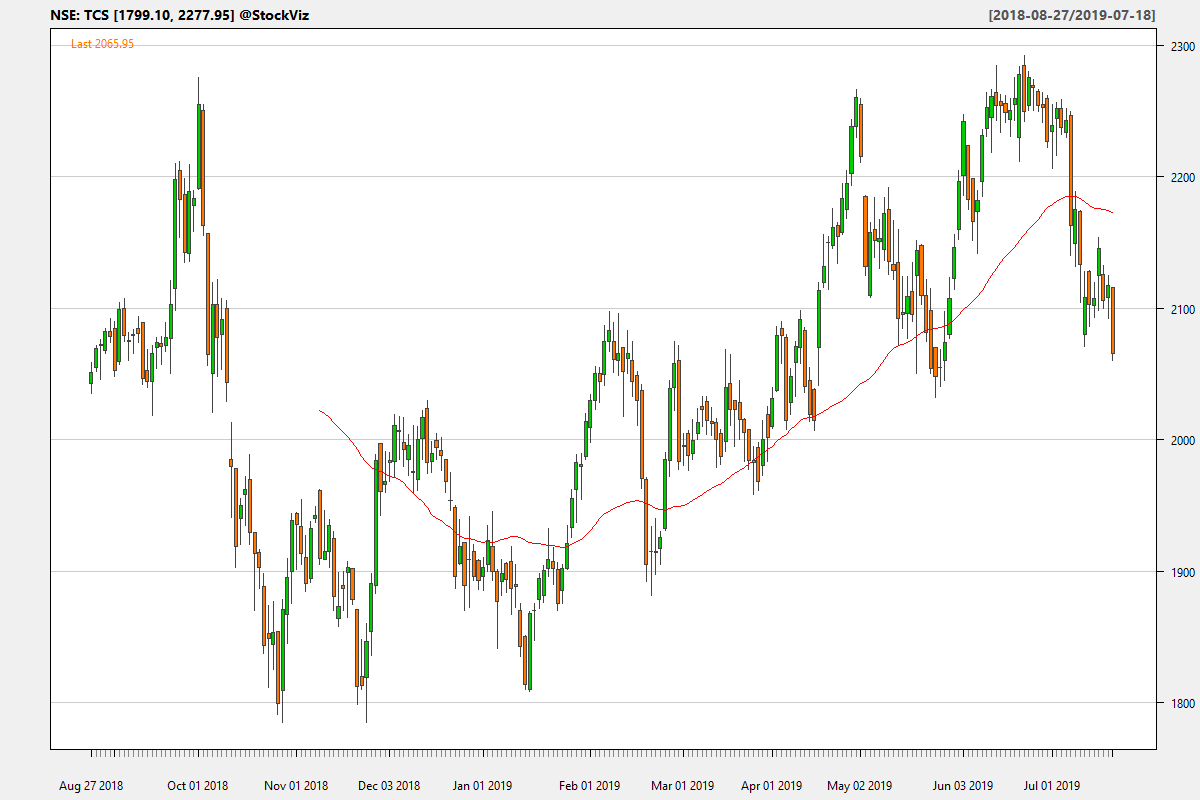 NSE: TCS [1799.10, 2277.95] @StockViz
[2018-08-27/2019-07-18]
Last 2065.95
2300
2200
2100
2000
1900
1800
Aug 27 2018
Oct 01 2018
Nov 01 2018
Dec 03 2018
Jan 01 2019
Feb 01 2019
Mar 01 2019
Apr 01 2019
May 02 2019
Jun 03 2019
Jul 01 2019